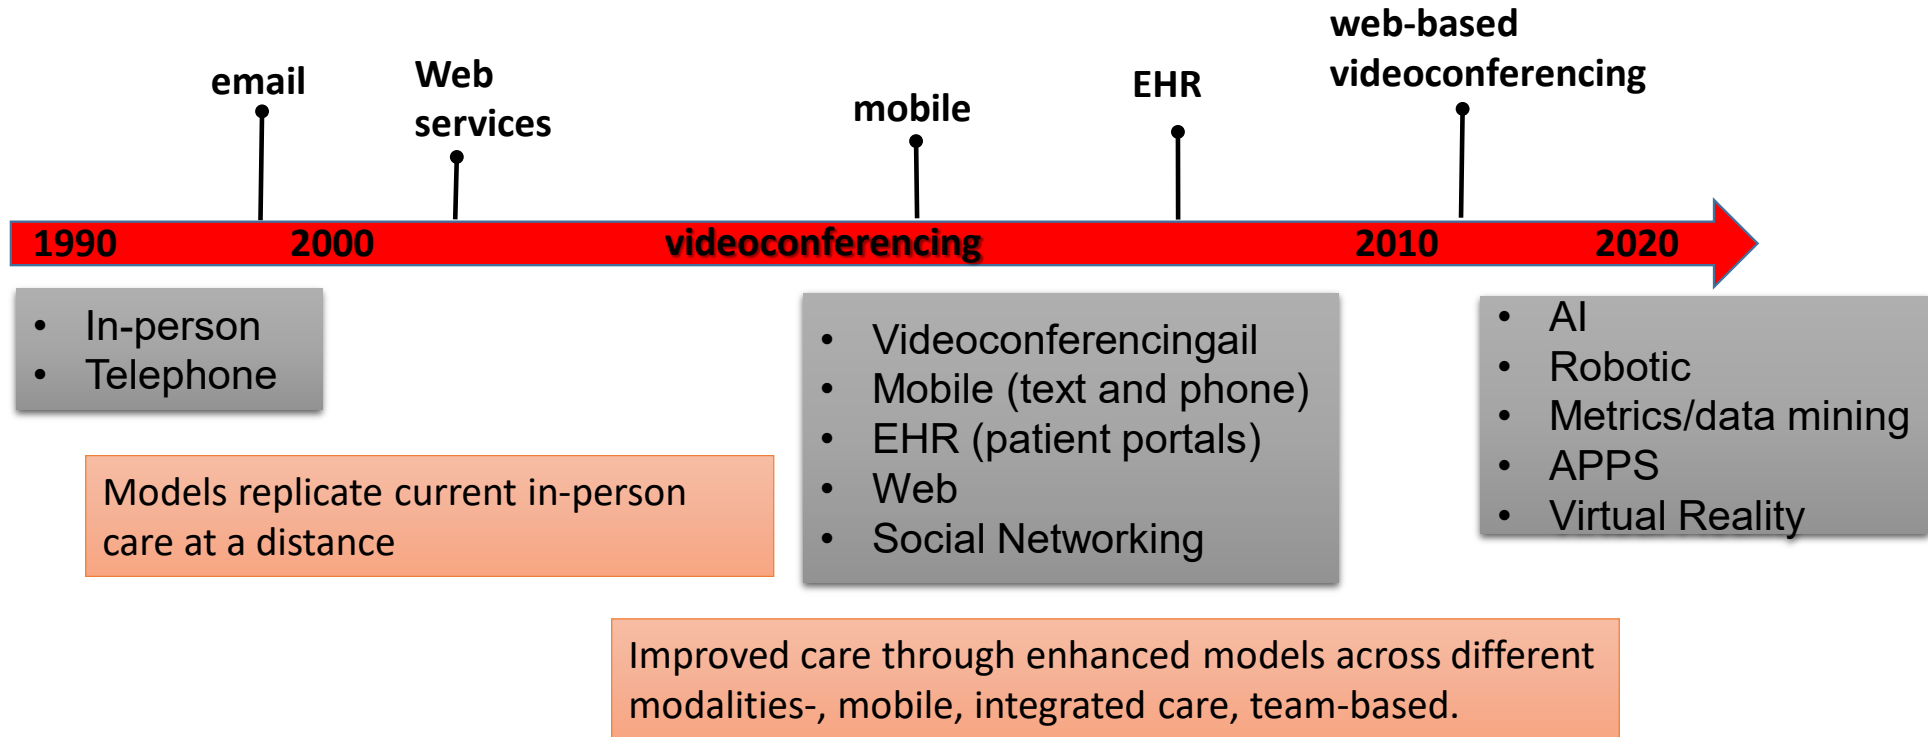 email
Web
services
mobile
EHR
web-based
videoconferencing
1990
2000
videoconferencing
2010
2020
• In-person
• Telephone
• Videoconferencingail
• Mobile (text and phone)
• EHR (patient portals)
• Web
• Social Networking
• AI
• Robotic
• Metrics/data mining
• APPS
• Virtual Reality
Models replicate current in-person
care at a distance
Improved care through enhanced models across different
modalities-, mobile, integrated care, team-based.